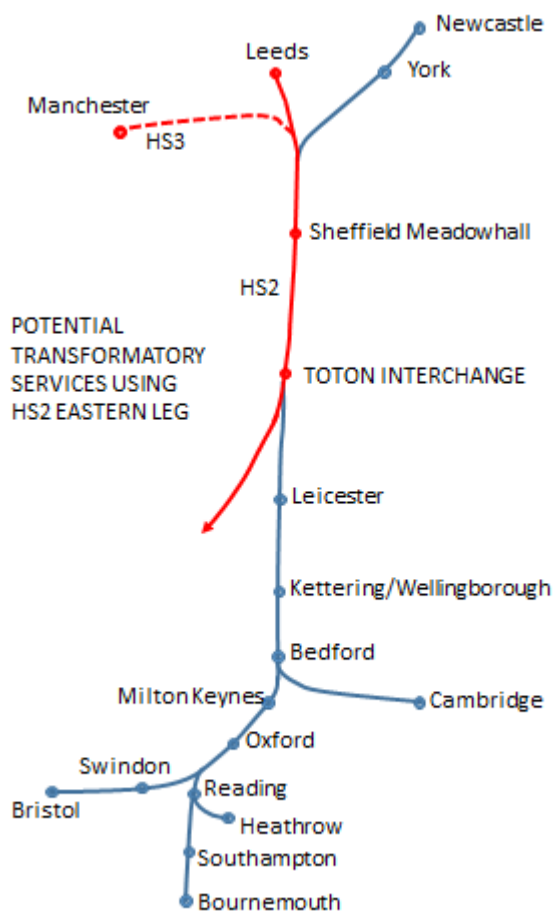 Newcastle
Leeds
York
Manchester
HS3
Sheffield Meadowhall
HS2
POTENTIAL
TRANSFORMATORY
SERVICES USING
HS2 EASTERN LEG
TOTON INTERCHANGE
Leicester
Kettering/Wellingborough
Bedford
Milton Keynes
Cambridge
Oxford
Swindon
Reading
Bristol
Heathrow
Southampton
Bournemouth